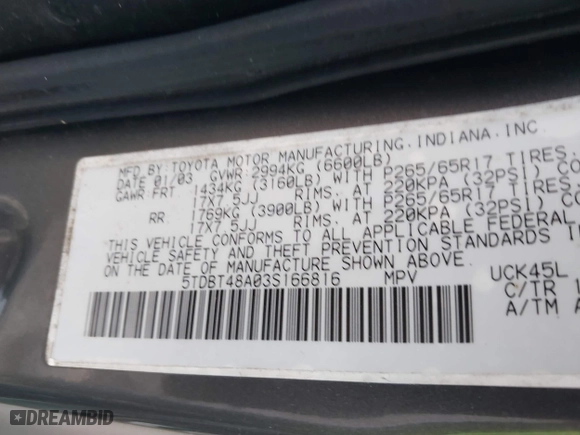 MFD BY: TOYOTA MOTOR MANUFACTURING, INDIANA, INC.
DATE 01/03 GVWR 2994KG (6600LB)
GAWR FRT 1434KG (3160LB) WITH P265/65R17 TIRES,
17X7.5JJ RIMS, AT 220KPA (32PSI)
RR 1769KG (3900LB) WITH P265/65R17 TIRES,
17X7.5JJ RIMS, AT 220KPA (32PSI)
THIS VEHICLE CONFORMS TO ALL APPLICABLE FEDERAL
VEHICLE SAFETY AND THEFT PREVENTION STANDARDS
ON THE DATE OF MANUFACTURE SHOWN ABOVE.
5TDBT48A03S166816 MPV UCK45L
C/TR
A/TM
DREAMBID